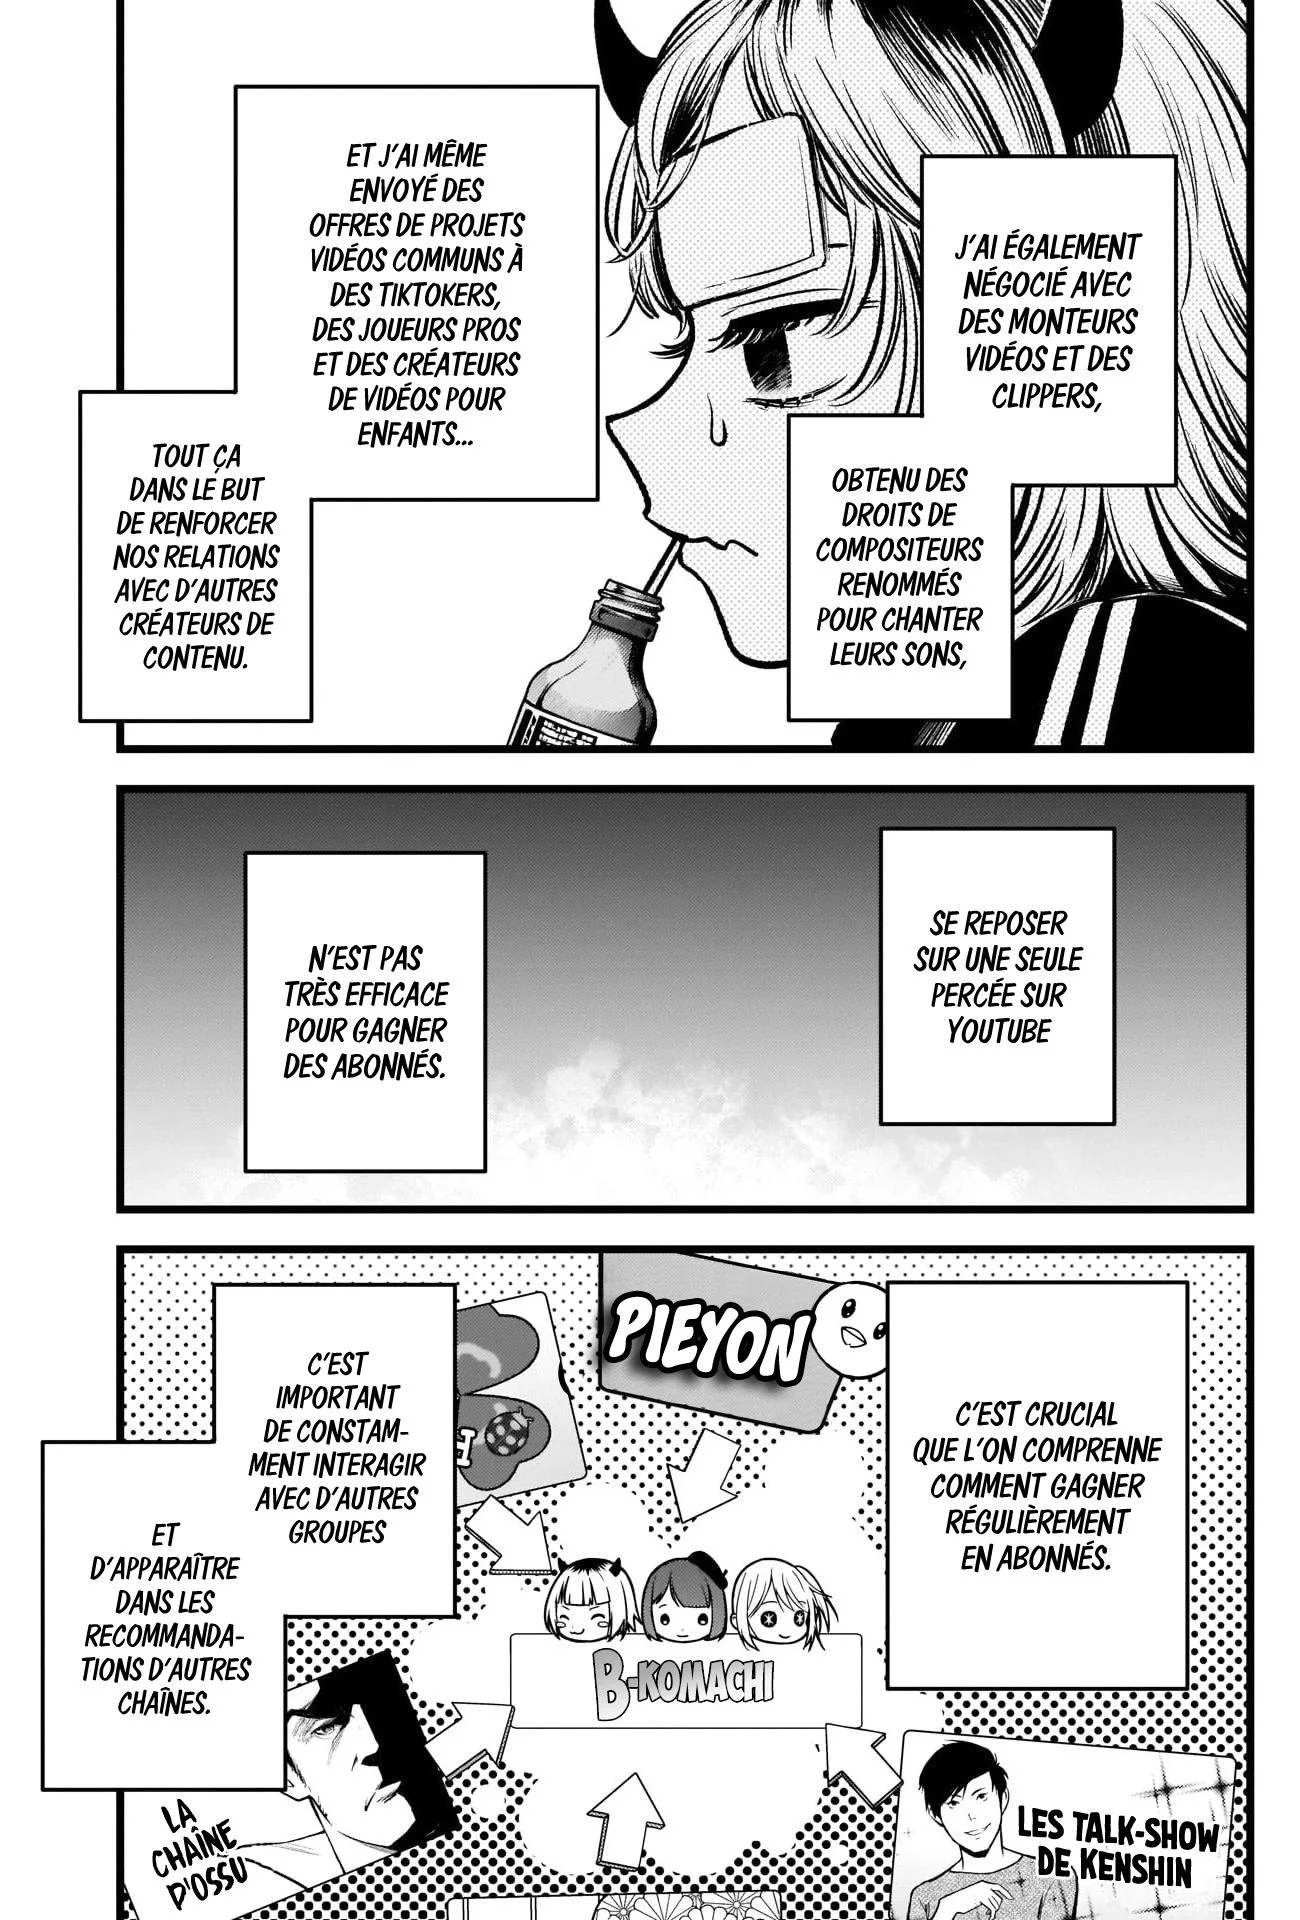 J'AI ÉGALEMENT
NÉGOCIÉ AVEC
DES MONTEURS
VIDÉOS ET DES
CLIPPERS,
OBTENU DES
DROITS DE
COMPOSITEURS
RENOMMÉS
POUR CHANTER
LEURS SONS,
ET J'AI MÊME
ENVOYÉ DES
OFFRES DE PROJETS
VIDÉOS COMMUNS À
DES TIKTOKERS,
DES JOUEURS PROS
ET DES CRÉATEURS
DE VIDÉOS POUR
ENFANTS...
TOUT ÇA
DANS LE BUT
DE RENFORCER
NOS RELATIONS
AVEC D'AUTRES
CRÉATEURS DE
CONTENU.
SE REPOSER
SUR UNE SEULE
PERCÉE SUR
YOUTUBE
N'EST PAS
TRÈS EFFICACE
POUR GAGNER
DES ABONNÉS.
C'EST CRUCIAL
QUE L'ON COMPRENNE
COMMENT GAGNER
RÉGULIÈREMENT
EN ABONNÉS.
PIEYON
C'EST
IMPORTANT
DE CONSTAM-
MENT INTERAGIR
AVEC D'AUTRES
GROUPES
ET
D'APPARAÎTRE
DANS LES
RECOMMANDA-
TIONS D'AUTRES
CHAÎNES.
B-KOMACHI
LES TALK-SHOW
DE KENSHIN
LA
CHAÎNE
D'OSSU